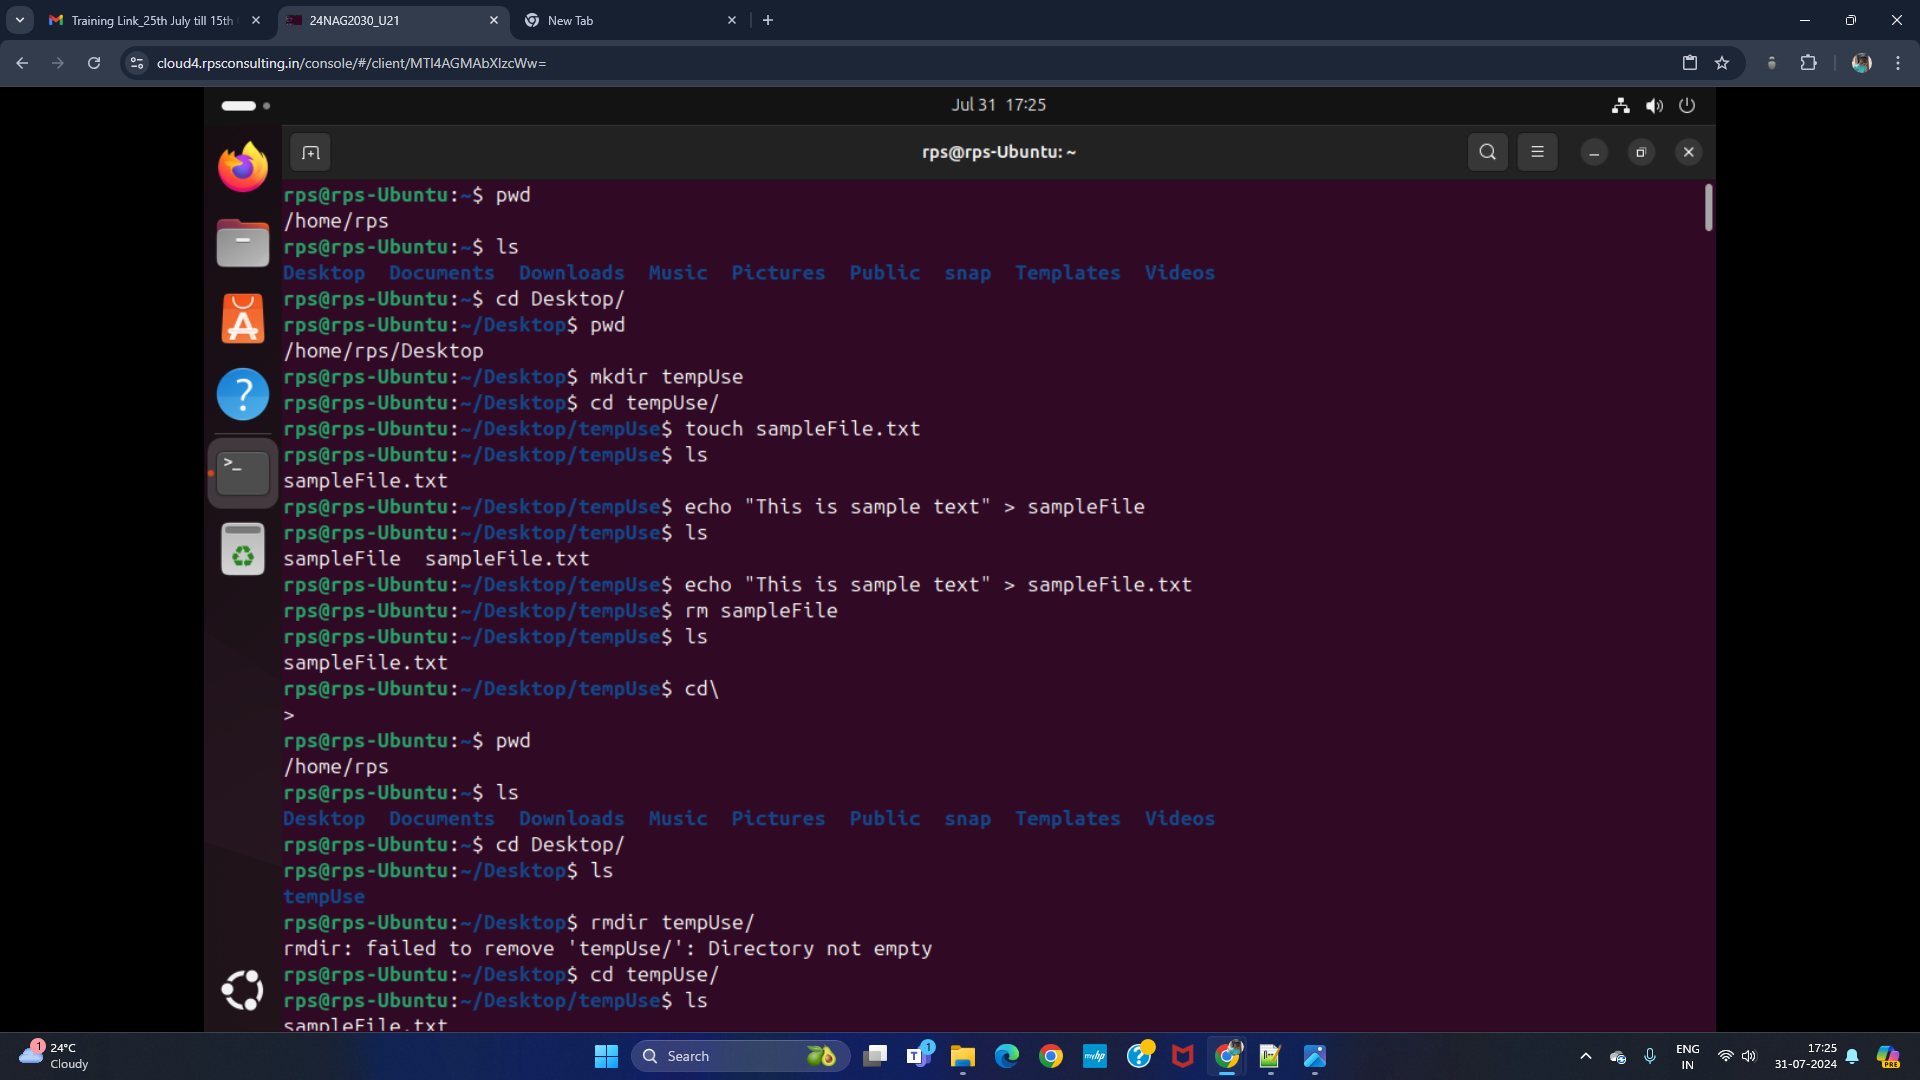 Training Link_25th July till 15th
24NAG2030_U21
New Tab
cloud4.rpsconsulting.in/console/#/client/MTI4AGMAbXlzcWw=
Jul 31 17:25
rps@rps-Ubuntu: ~
rps@rps-Ubuntu:~$ pwd
/home/rps
rps@rps-Ubuntu:~$ ls
Desktop Documents Downloads Music Pictures Public snap Templates Videos
rps@rps-Ubuntu:~$ cd Desktop/
rps@rps-Ubuntu:~/Desktop$ pwd
/home/rps/Desktop
rps@rps-Ubuntu:~/Desktop$ mkdir tempUse
rps@rps-Ubuntu:~/Desktop$ cd tempUse/
rps@rps-Ubuntu:~/Desktop/tempUse$ touch sampleFile.txt
rps@rps-Ubuntu:~/Desktop/tempUse$ ls
sampleFile.txt
rps@rps-Ubuntu:~/Desktop/tempUse$ echo "This is sample text" > sampleFile
rps@rps-Ubuntu:~/Desktop/tempUse$ ls
sampleFile sampleFile.txt
rps@rps-Ubuntu:~/Desktop/tempUse$ echo "This is sample text" > sampleFile.txt
rps@rps-Ubuntu:~/Desktop/tempUse$ rm sampleFile
rps@rps-Ubuntu:~/Desktop/tempUse$ ls
sampleFile.txt
rps@rps-Ubuntu:~/Desktop/tempUse$ cd\
>
rps@rps-Ubuntu:~$ pwd
/home/rps
rps@rps-Ubuntu:~$ ls
Desktop Documents Downloads Music Pictures Public snap Templates Videos
rps@rps-Ubuntu:~$ cd Desktop/
rps@rps-Ubuntu:~/Desktop$ ls
tempUse
rps@rps-Ubuntu:~/Desktop$ rmdir tempUse/
rmdir: failed to remove 'tempUse/': Directory not empty
rps@rps-Ubuntu:~/Desktop$ cd tempUse/
rps@rps-Ubuntu:~/Desktop/tempUse$ ls
sampleFile.txt
1
24°C
Cloudy
Search
T
1
myhp
ENG
IN
17:25
31-07-2024
PRE